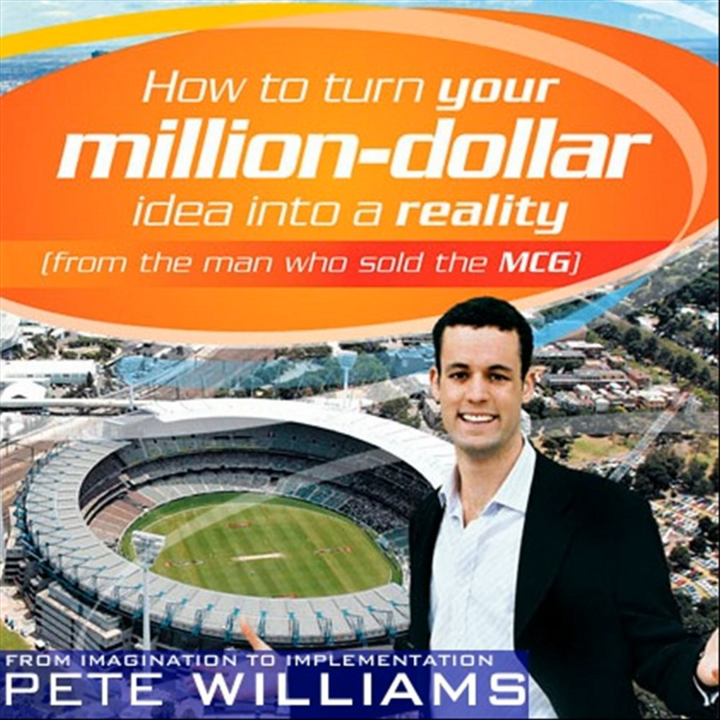 How to turn your
million-dollar
idea into a reality
(from the man who sold the MCG)
FROM IMAGINATION TO IMPLEMENTATION
PETE WILLIAMS